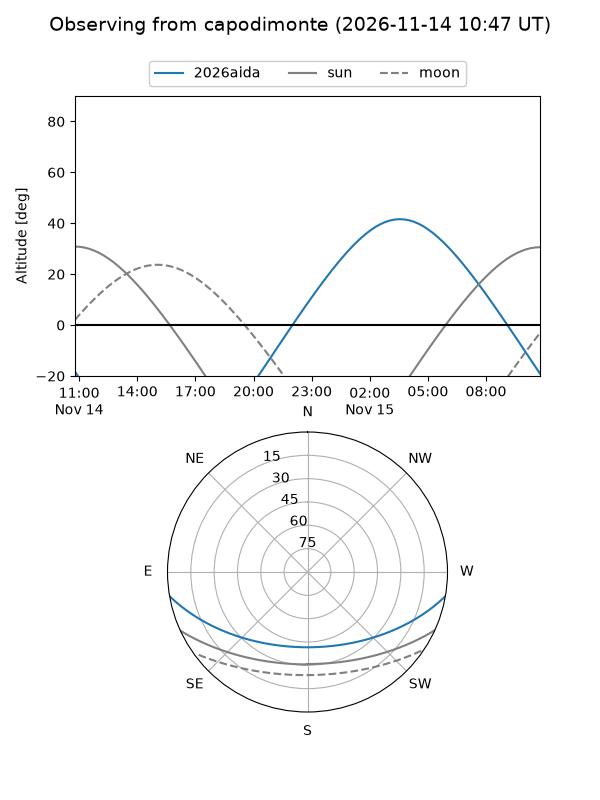 Observing from capodimonte (2026-11-14 10:47 UT)
2026aida sun moon
Altitude [deg]
80
60
40
20
0
−20
11:00 14:00 17:00 20:00 23:00 02:00 05:00 08:00
Nov 14 Nov 15
N
NE NW
15
30
45
60
75
E W
SE SW
S